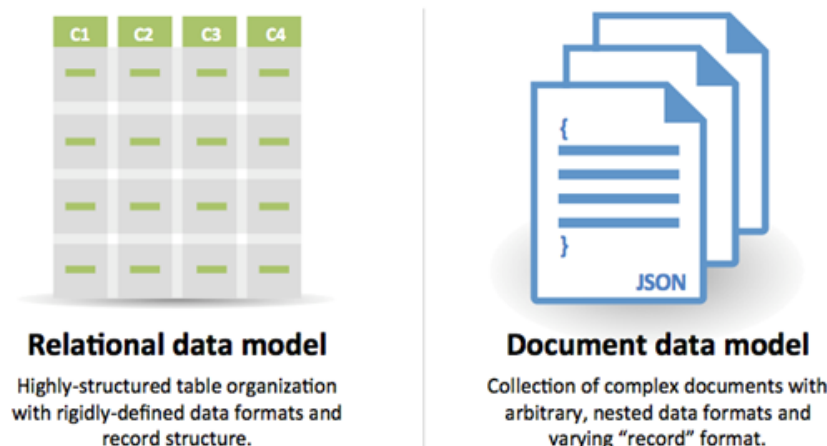 C1 C2 C3 C4
Relational data model
Highly-structured table organization
with rigidly-defined data formats and
record structure.
{
}
JSON
Document data model
Collection of complex documents with
arbitrary, nested data formats and
varying “record” format.